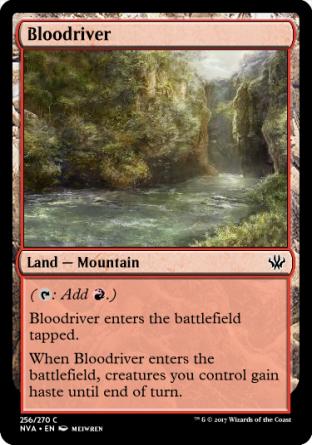 Bloodriver
Land — Mountain
(T: Add R.)
Bloodriver enters the battlefield
tapped.
When Bloodriver enters the
battlefield, creatures you control gain
haste until end of turn.
256/270 C
NVA • EN MEIWREN
™ & © 2017 Wizards of the Coast